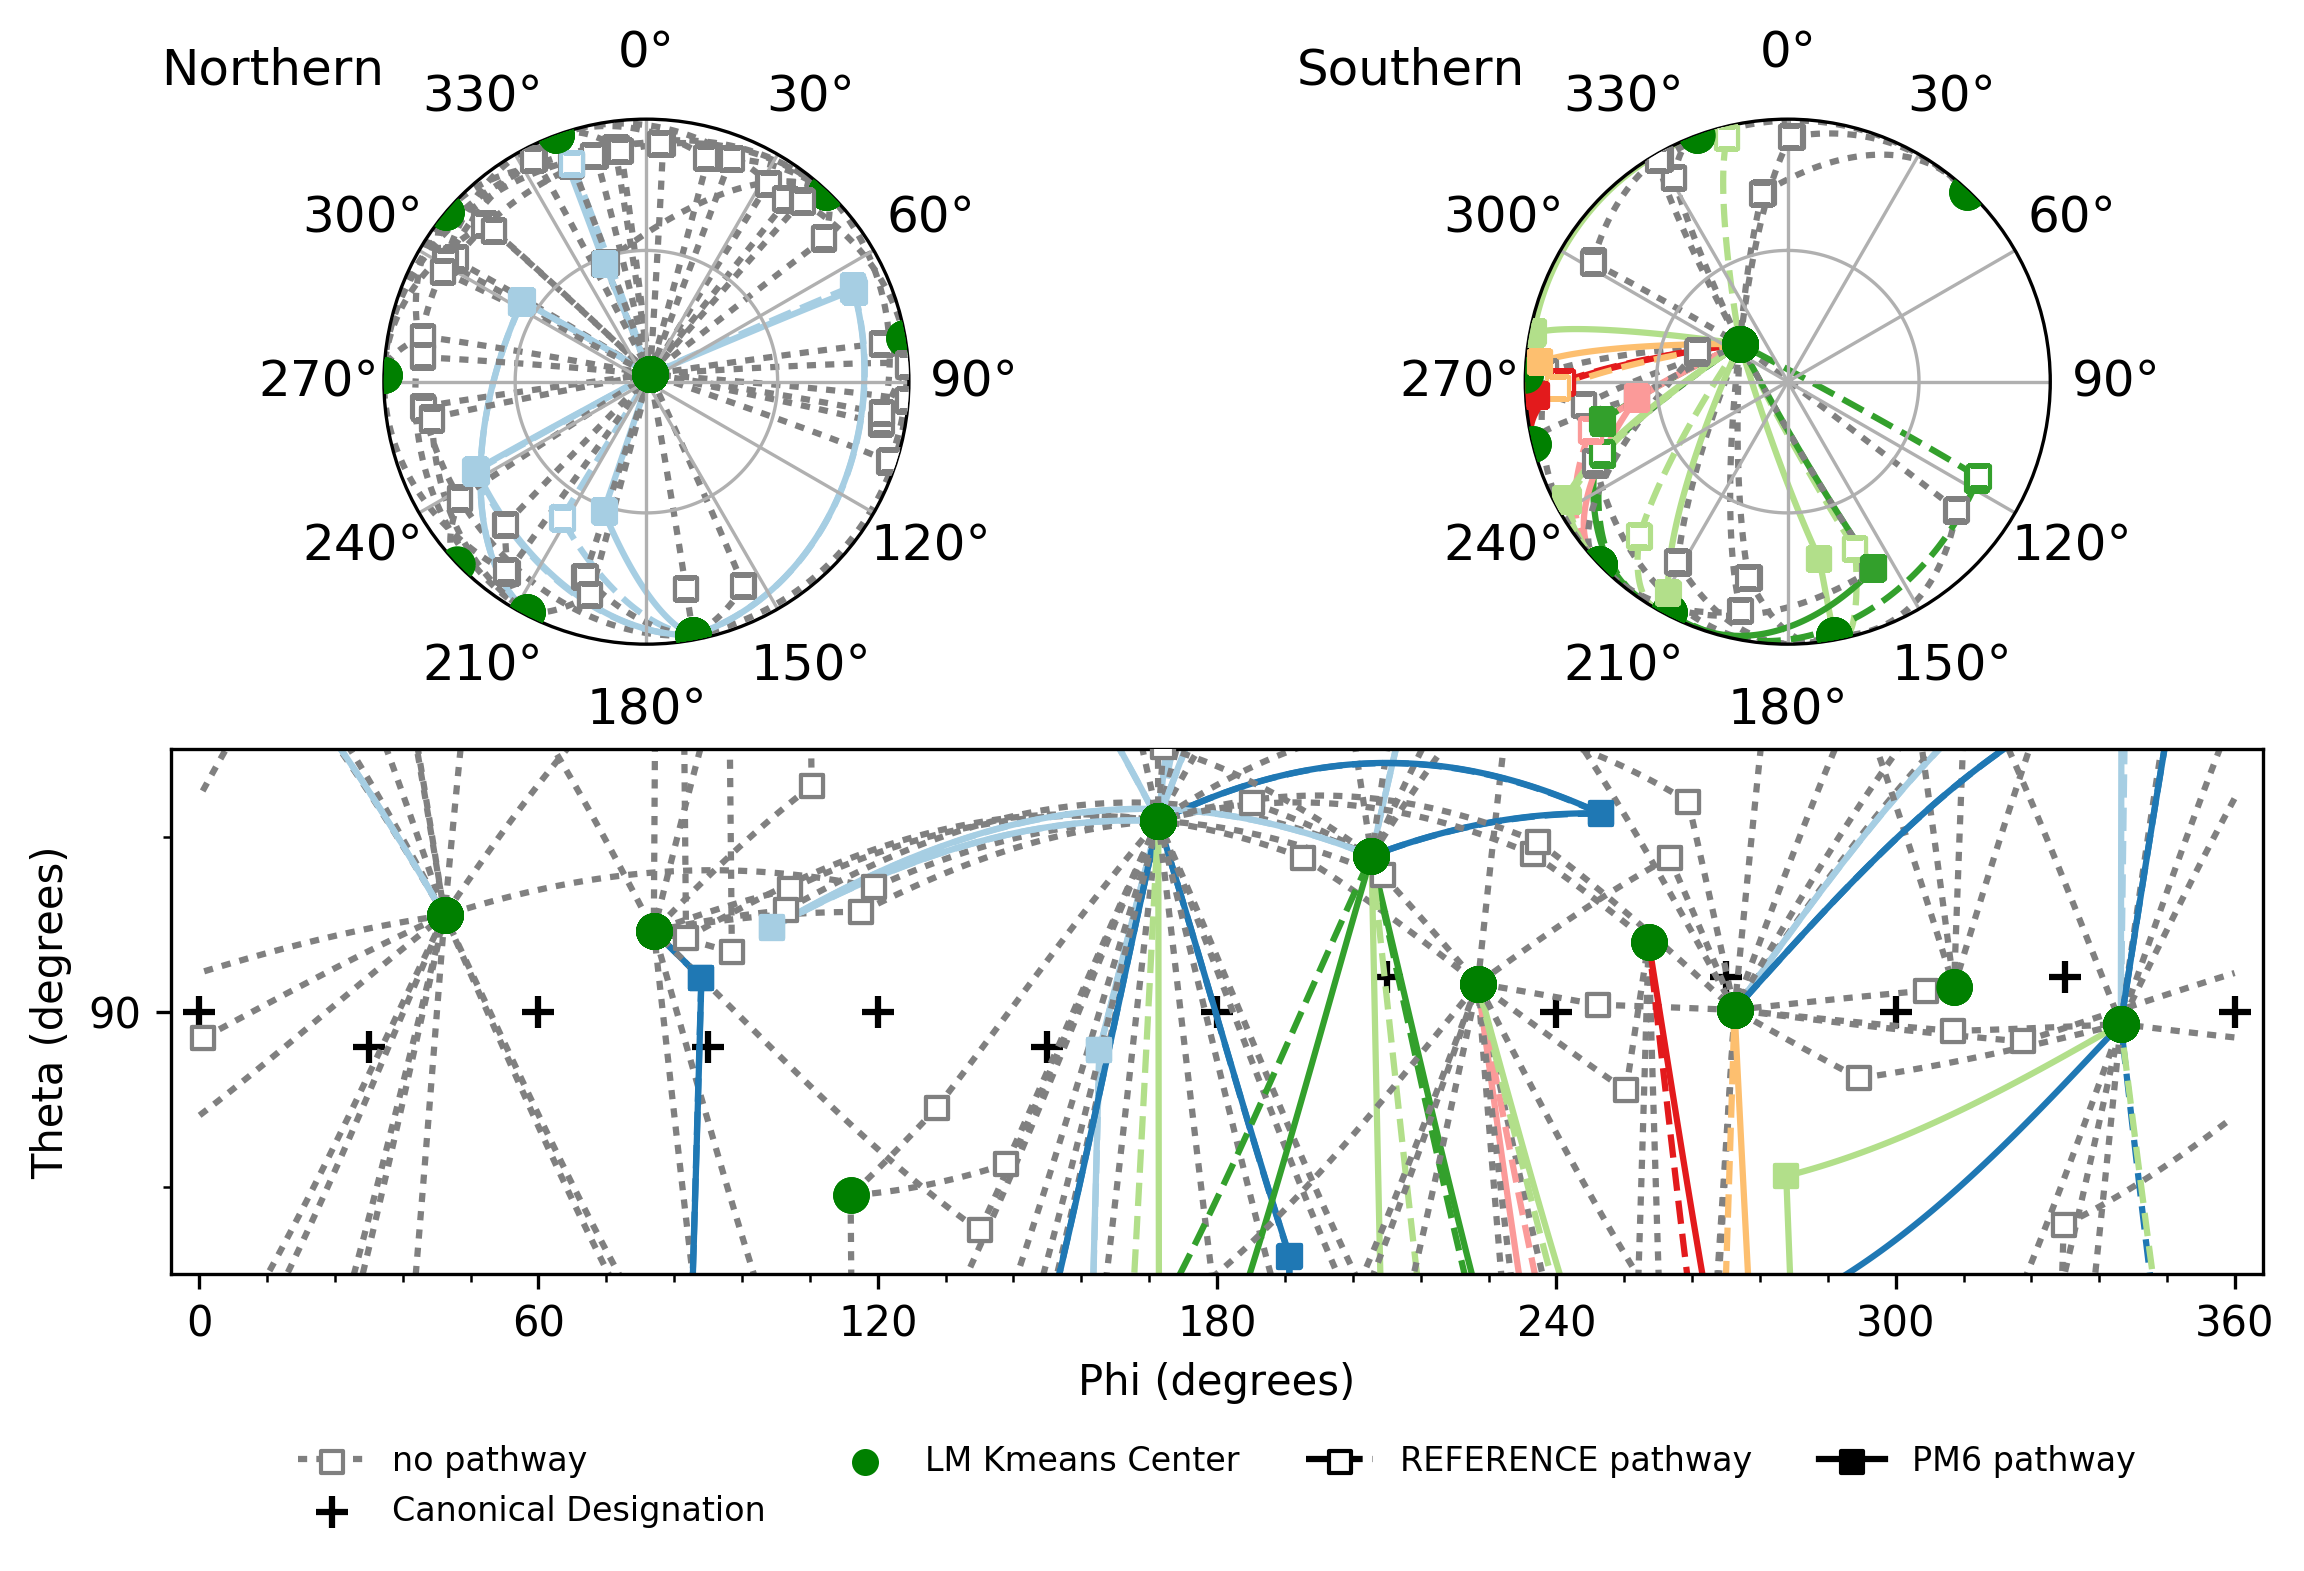 Northern
0°
30°
60°
90°
120°
150°
180°
210°
240°
270°
300°
330°
Southern
0°
30°
60°
90°
120°
150°
180°
210°
240°
270°
300°
330°
Theta (degrees)
90
0 60 120 180 240 300 360
Phi (degrees)
no pathway
Canonical Designation
LM Kmeans Center
REFERENCE pathway
PM6 pathway